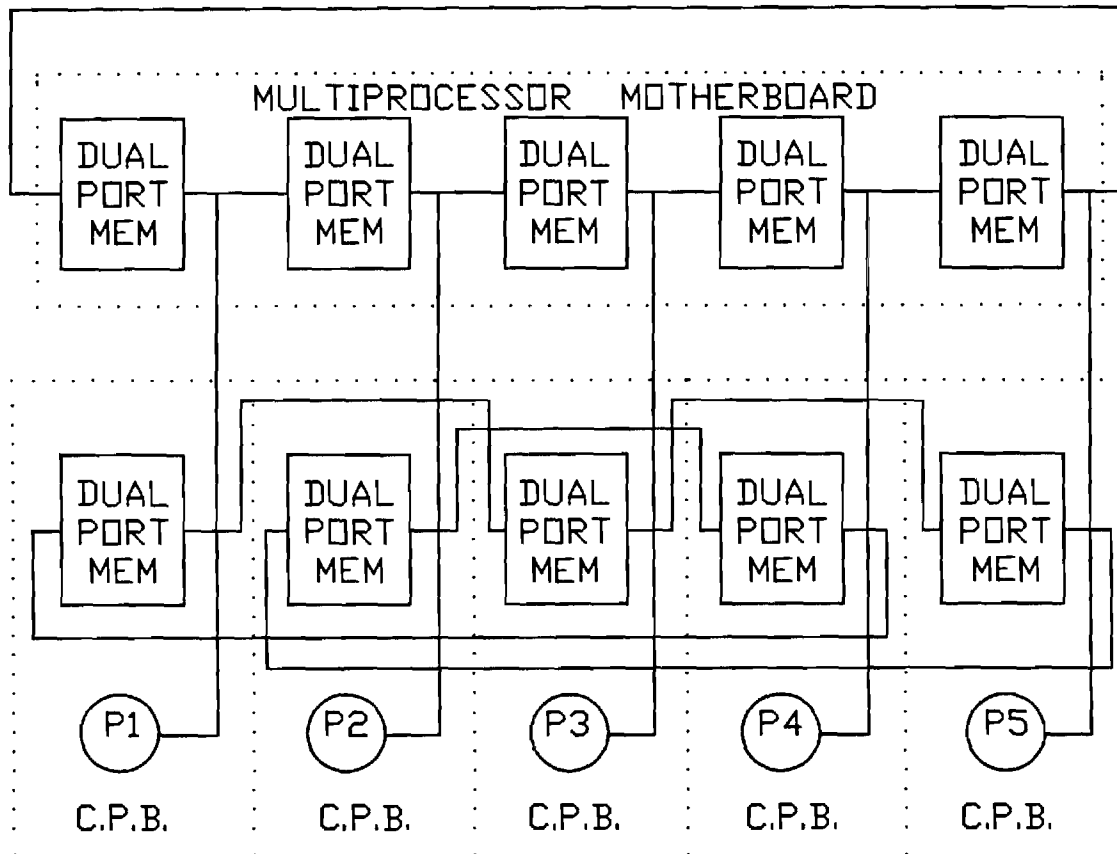 MULTIPROCESSOR MOTHERBOARD
DUAL PORT MEM
DUAL PORT MEM
DUAL PORT MEM
DUAL PORT MEM
DUAL PORT MEM
DUAL PORT MEM
DUAL PORT MEM
DUAL PORT MEM
DUAL PORT MEM
DUAL PORT MEM
P1
P2
P3
P4
P5
C.P.B.
C.P.B.
C.P.B.
C.P.B.
C.P.B.